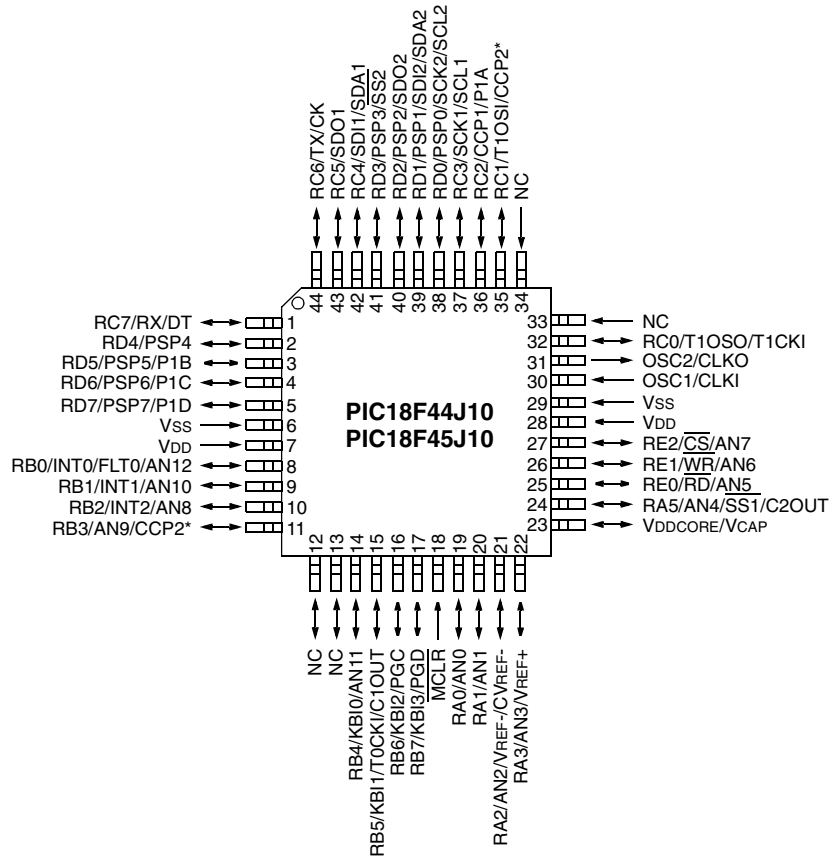 RC6/TX/CK
RC5/SDO1
RC4/SDI1/SDA1
RD3/PSP3/SS2
RD2/PSP2/SDO2
RD1/PSP1/SDI2/SDA2
RD0/PSP0/SCK2/SCL2
RC3/SCK1/SCL1
RC2/CCP1/P1A
RC1/T1OSI/CCP2*
NC
44
43
42
41
40
39
38
37
36
35
34
RC7/RX/DT 1
RD4/PSP4 2
RD5/PSP5/P1B 3
RD6/PSP6/P1C 4
RD7/PSP7/P1D 5
VSS 6
VDD 7
RB0/INT0/FLT0/AN12 8
RB1/INT1/AN10 9
RB2/INT2/AN8 10
RB3/AN9/CCP2* 11
PIC18F44J10
PIC18F45J10
33 NC
32 RC0/T1OSO/T1CKI
31 OSC2/CLKO
30 OSC1/CLKI
29 VSS
28 VDD
27 RE2/CS/AN7
26 RE1/WR/AN6
25 RE0/RD/AN5
24 RA5/AN4/SS1/C2OUT
23 VDDCORE/VCAP
12
13
14
15
16
17
18
19
20
21
22
NC
NC
RB4/KBI0/AN11
RB5/KBI1/T0CKI/C1OUT
RB6/KBI2/PGC
RB7/KBI3/PGD
MCLR
RA0/AN0
RA1/AN1
RA2/AN2/VREF-/CVREF-
RA3/AN3/VREF+